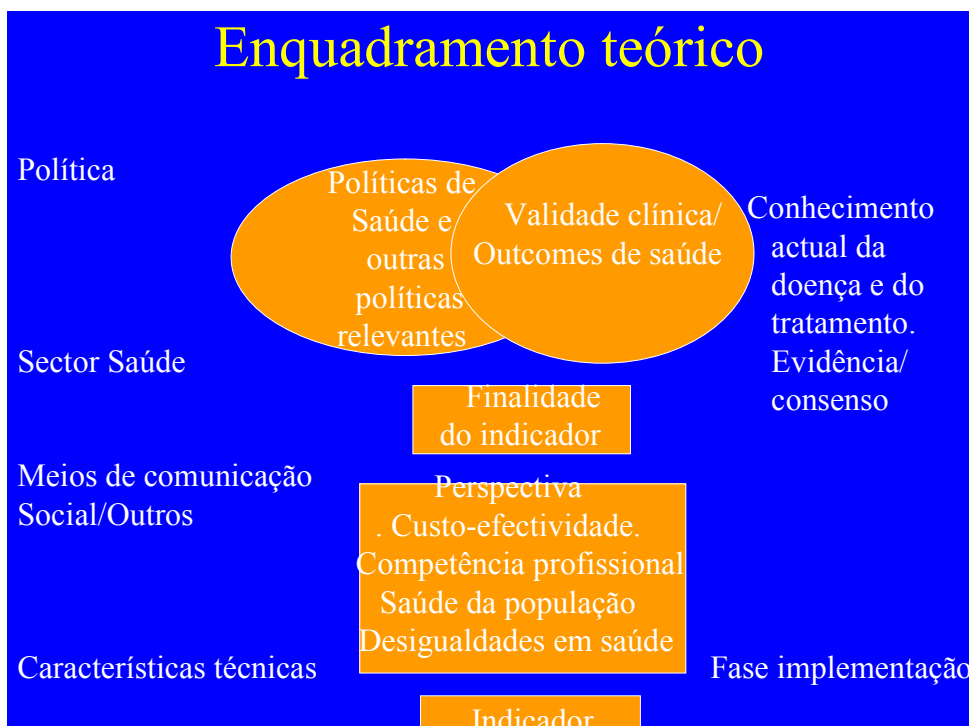 Enquadramento teórico
Política
Políticas de
Saúde e
outras
políticas
relevantes
Validade clínica/
Outcomes de saúde
Conhecimento
actual da
doença e do
tratamento.
Evidência/
consenso
Sector Saúde
Finalidade
do indicador
Meios de comunicação
Social/Outros
Perspectiva
. Custo-efectividade.
Competência profissional
Saúde da população
Desigualdades em saúde
Características técnicas
Fase implementação
Indicador